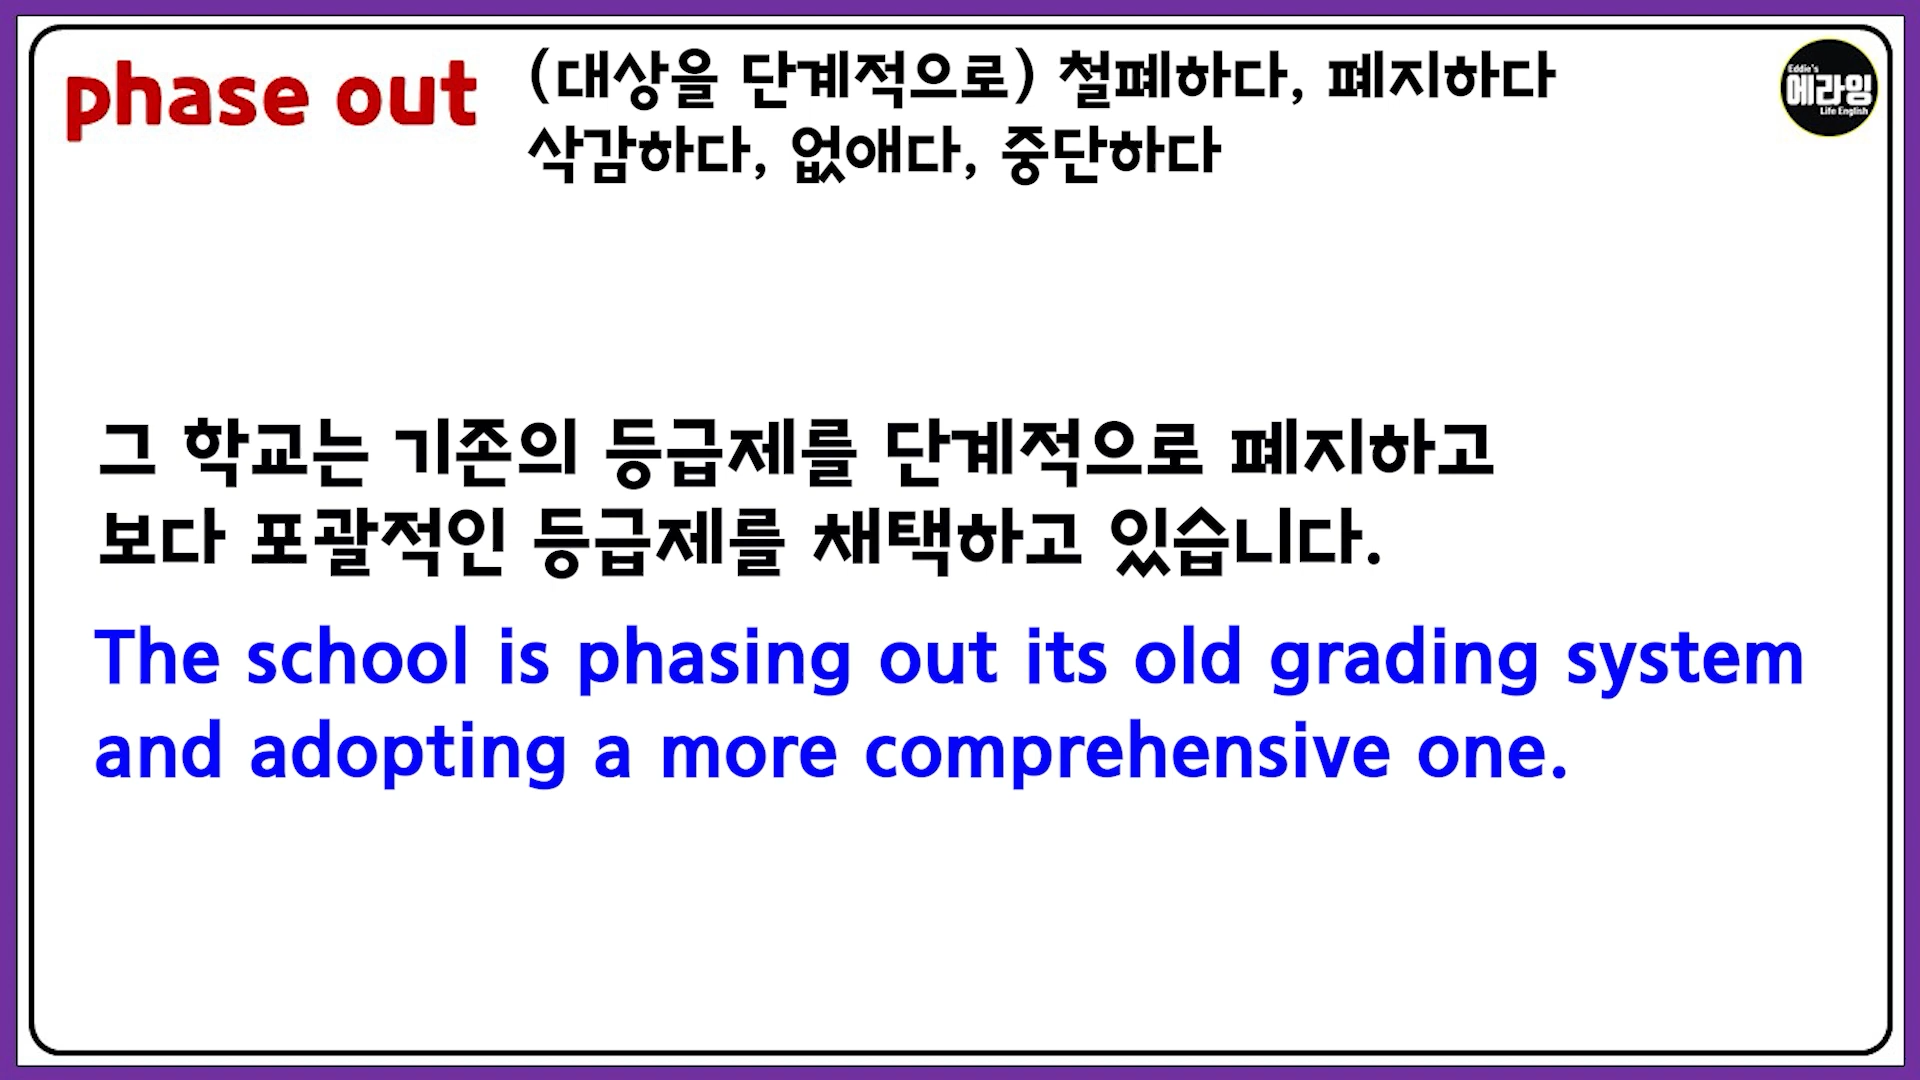 phase out
(대상을 단계적으로) 철폐하다, 폐지하다
삭감하다, 없애다, 중단하다
Eddie's
에라잉
Life English
그 학교는 기존의 등급제를 단계적으로 폐지하고
보다 포괄적인 등급제를 채택하고 있습니다.
The school is phasing out its old grading system
and adopting a more comprehensive one.